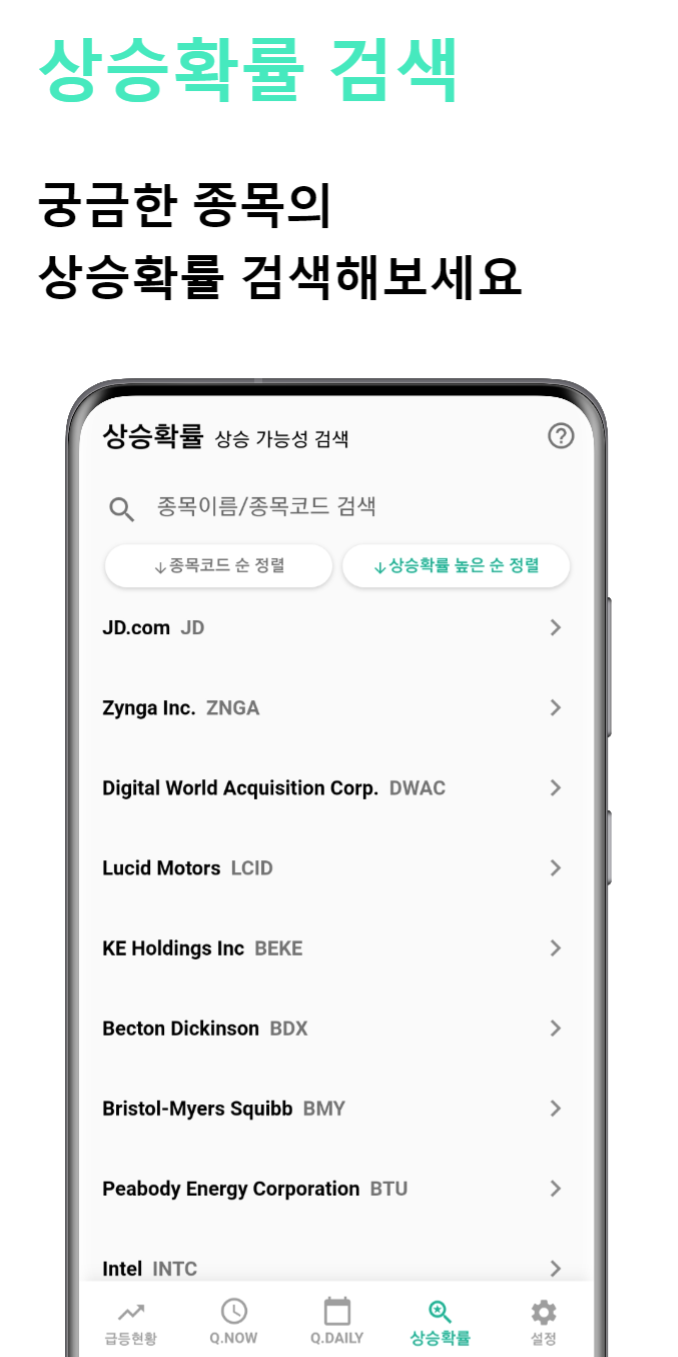 상승확률 검색
궁금한 종목의
상승확률 검색해보세요
상승확률 상승 가능성 검색
종목이름/종목코드 검색
↓종목코드 순 정렬 ↓상승확률 높은 순 정렬
JD.com JD
Zynga Inc. ZNGA
Digital World Acquisition Corp. DWAC
Lucid Motors LCID
KE Holdings Inc BEKE
Becton Dickinson BDX
Bristol-Myers Squibb BMY
Peabody Energy Corporation BTU
Intel INTC
급등현황 Q.NOW Q.DAILY 상승확률 설정